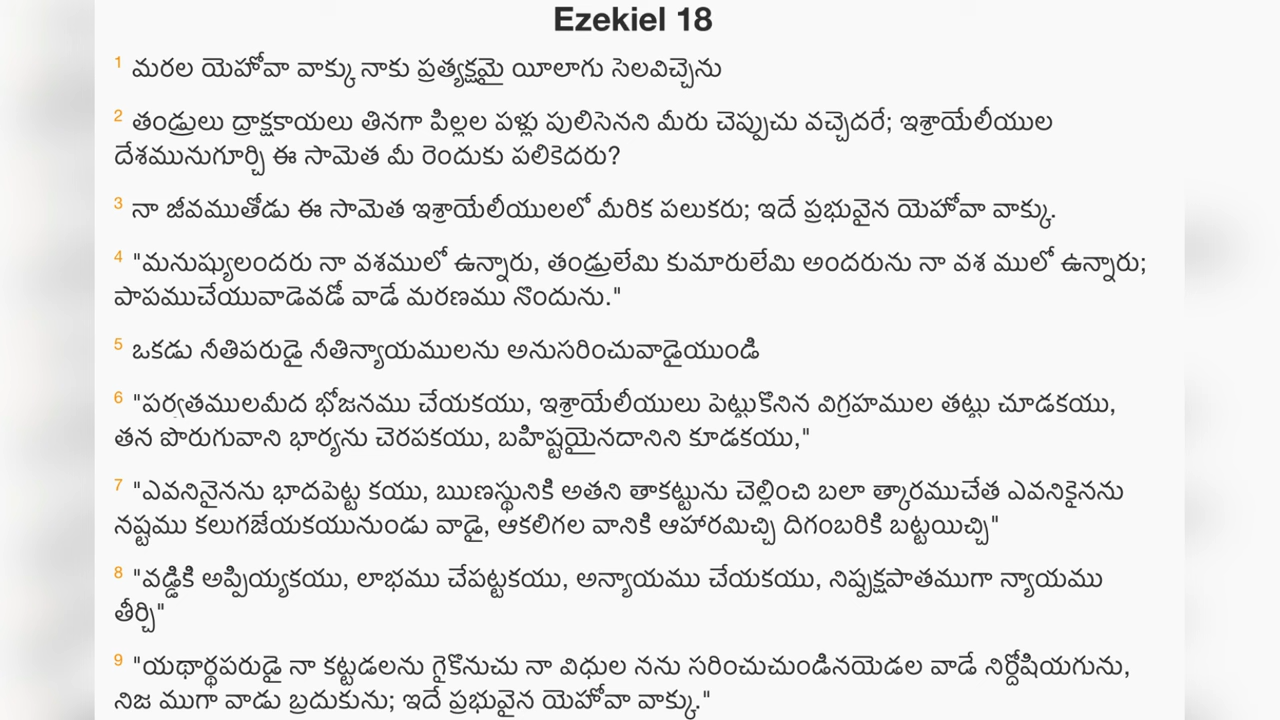 Ezekiel 18
1 మరల యెహోవా వాక్కు నాకు ప్రత్యక్షమై యీలాగు సెలవిచ్చెను
2 తండ్రులు ద్రాక్షకాయలు తినగా పిల్లల పళ్లు పులిసెనని మీరు చెప్పుచు వచ్చెదరే; ఇశ్రాయేలీయుల
దేశమునుగూర్చి ఈ సామెత మీ రెందుకు పలికెదరు?
3 నా జీవముతోడు ఈ సామెత ఇశ్రాయేలీయులలో మీరిక పలుకరు; ఇదే ప్రభువైన యెహోవా వాక్కు.
4 "మనుష్యులందరు నా వశములో ఉన్నారు, తండ్రులేమి కుమారులేమి అందరును నా వశ ములో ఉన్నారు;
పాపముచేయువాడెవడో వాడే మరణము నొందును."
5 ఒకడు నీతిపరుడై నీతిన్యాయములను అనుసరించువాడైయుండి
6 "పర్వతములమీద భోజనము చేయకయు, ఇశ్రాయేలీయులు పెట్టుకొనిన విగ్రహముల తట్టు చూడకయు,
తన పొరుగువాని భార్యను చెరపకయు, బహిష్టయైనదానిని కూడకయు,"
7 "ఎవనినైనను భాదపెట్ట కయు, ఋణస్థునికి అతని తాకట్టును చెల్లించి బలా త్కారముచేత ఎవనికైనను
నష్టము కలుగజేయకయునుండు వాడై, ఆకలిగల వానికి ఆహారమిచ్చి దిగంబరికి బట్టయిచ్చి"
8 "వడ్డికి అప్పియ్యకయు, లాభము చేపట్టకయు, అన్యాయము చేయకయు, నిష్పక్షపాతముగా న్యాయము
తీర్చి"
9 "యథార్థపరుడై నా కట్టడలను గైకొనుచు నా విధుల నను సరించుచుండినయెడల వాడే నిర్దోషియగును,
నిజ ముగా వాడు బ్రదుకును; ఇదే ప్రభువైన యెహోవా వాక్కు."